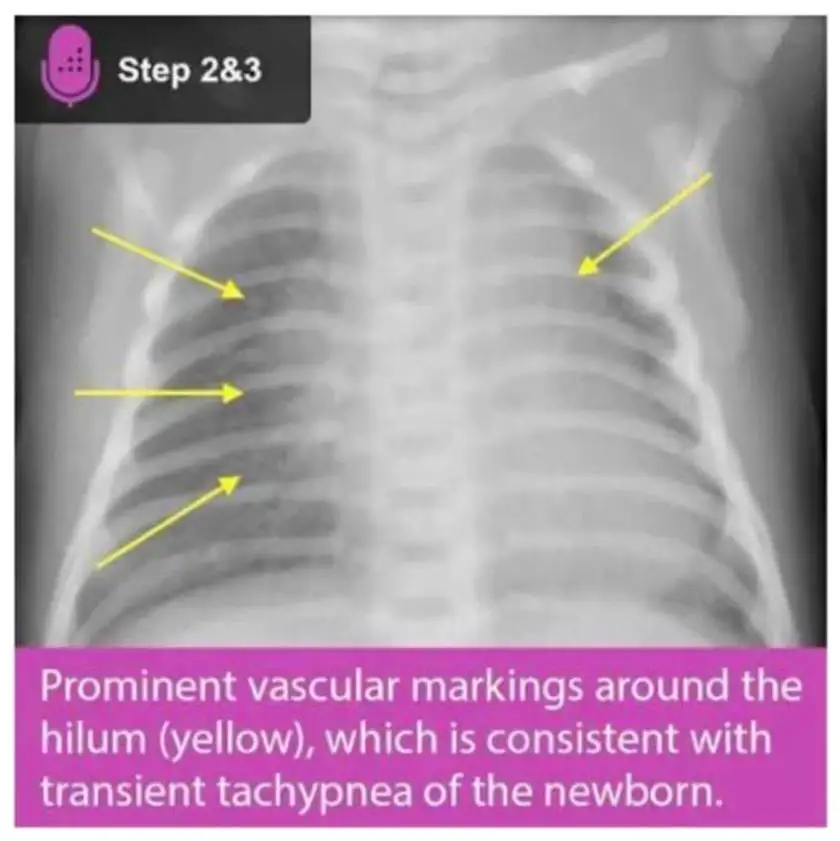 Step 2&3
Prominent vascular markings around the
hilum (yellow), which is consistent with
transient tachypnea of the newborn.